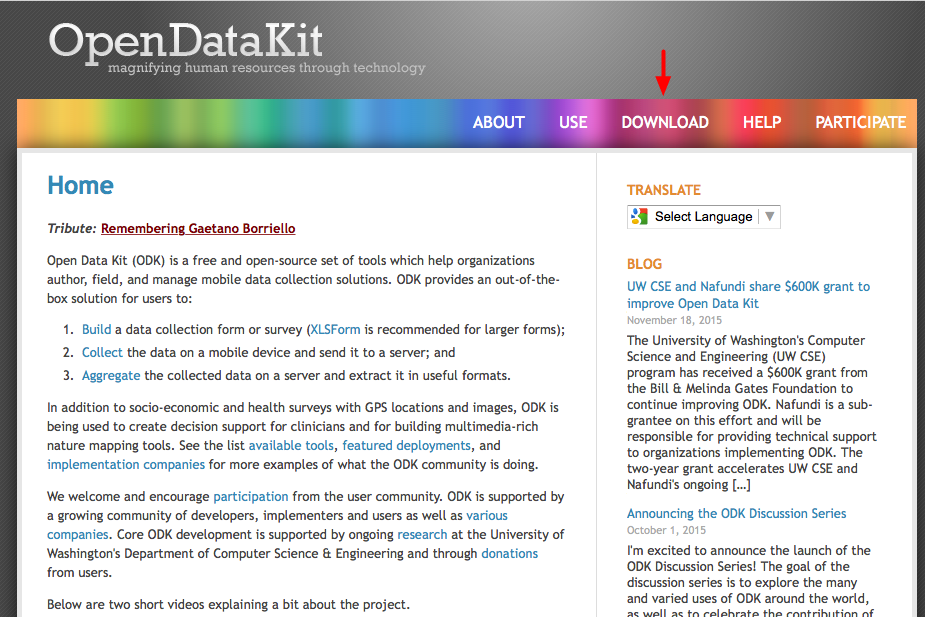 OpenDataKit
magnifying human resources through technology
ABOUT USE DOWNLOAD HELP PARTICIPATE
Home
Tribute: Remembering Gaetano Borriello
Open Data Kit (ODK) is a free and open-source set of tools which help organizations
author, field, and manage mobile data collection solutions. ODK provides an out-of-the-
box solution for users to:
1. Build a data collection form or survey (XLSForm is recommended for larger forms);
2. Collect the data on a mobile device and send it to a server; and
3. Aggregate the collected data on a server and extract it in useful formats.
In addition to socio-economic and health surveys with GPS locations and images, ODK is
being used to create decision support for clinicians and for building multimedia-rich
nature mapping tools. See the list available tools, featured deployments, and
implementation companies for more examples of what the ODK community is doing.
We welcome and encourage participation from the user community. ODK is supported by
a growing community of developers, implementers and users as well as various
companies. Core ODK development is supported by ongoing research at the University of
Washington's Department of Computer Science & Engineering and through donations
from users.
Below are two short videos explaining a bit about the project.
TRANSLATE
Select Language
BLOG
UW CSE and Nafundi share $600K grant to
improve Open Data Kit
November 18, 2015
The University of Washington's Computer
Science and Engineering (UW CSE)
program has received a $600K grant from
the Bill & Melinda Gates Foundation to
continue improving ODK. Nafundi is a sub-
grantee on this effort and will be
responsible for providing technical support
to organizations implementing ODK. The
two-year grant accelerates UW CSE and
Nafundi's ongoing […]
Announcing the ODK Discussion Series
October 1, 2015
I'm excited to announce the launch of the
ODK Discussion Series! The goal of the
discussion series is to explore the many
and varied uses of ODK around the world,
as well as to celebrate the contribution of